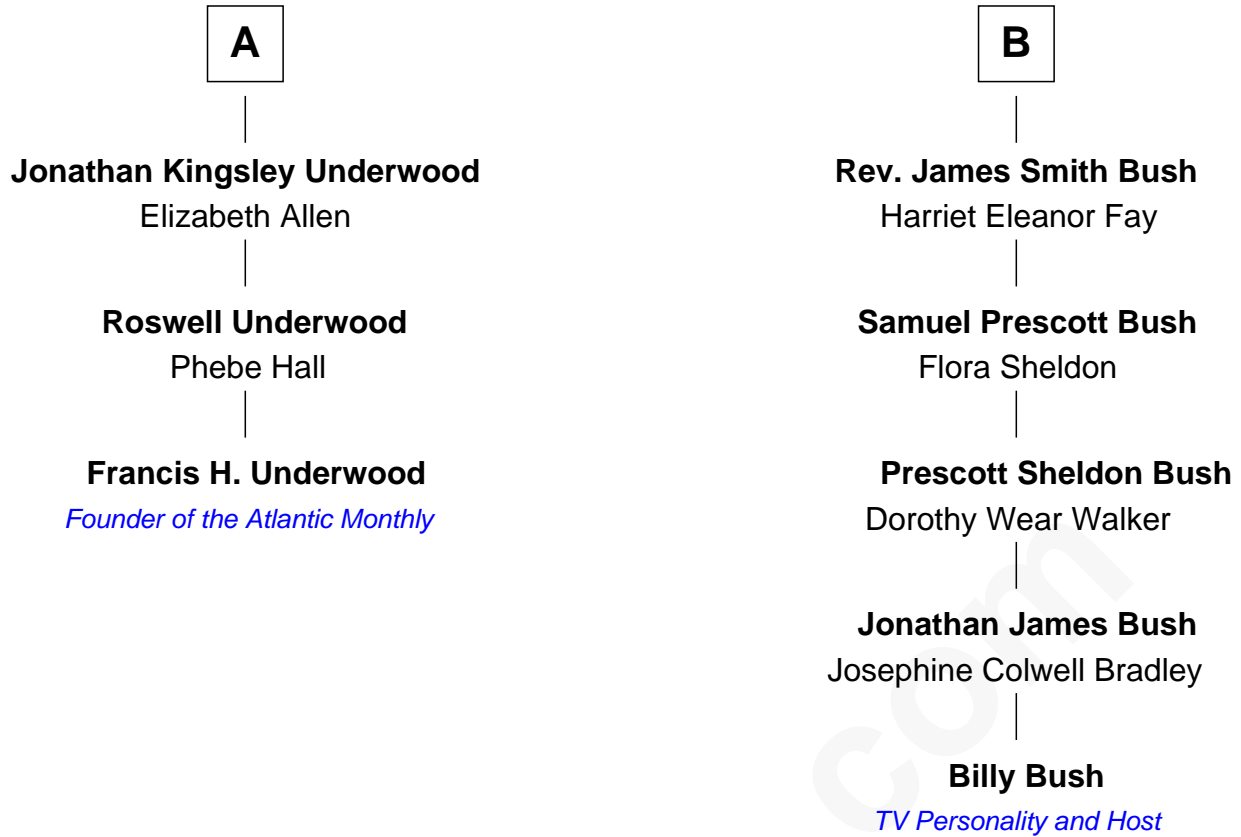 A
Jonathan Kingsley Underwood
Elizabeth Allen
Roswell Underwood
Phebe Hall
Francis H. Underwood
Founder of the Atlantic Monthly
B
Rev. James Smith Bush
Harriet Eleanor Fay
Samuel Prescott Bush
Flora Sheldon
Prescott Sheldon Bush
Dorothy Wear Walker
Jonathan James Bush
Josephine Colwell Bradley
Billy Bush
TV Personality and Host
com